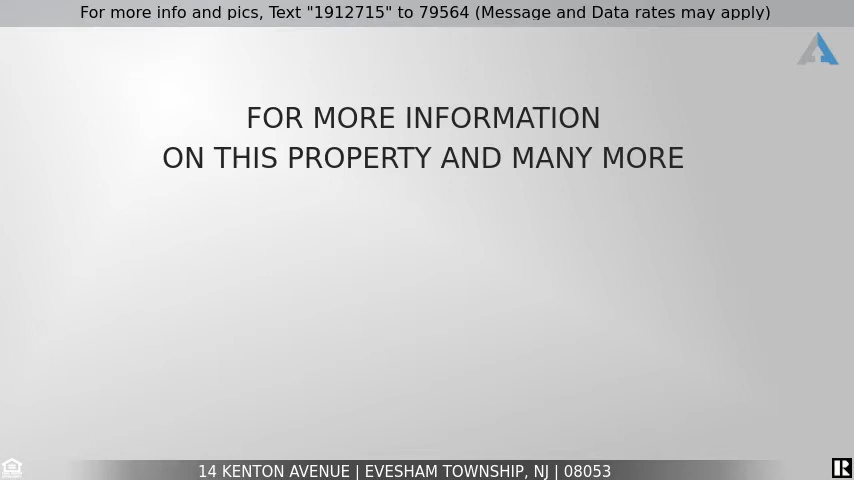 For more info and pics, Text "1912715" to 79564 (Message and Data rates may apply)
FOR MORE INFORMATION
ON THIS PROPERTY AND MANY MORE
14 KENTON AVENUE | EVESHAM TOWNSHIP, NJ | 08053